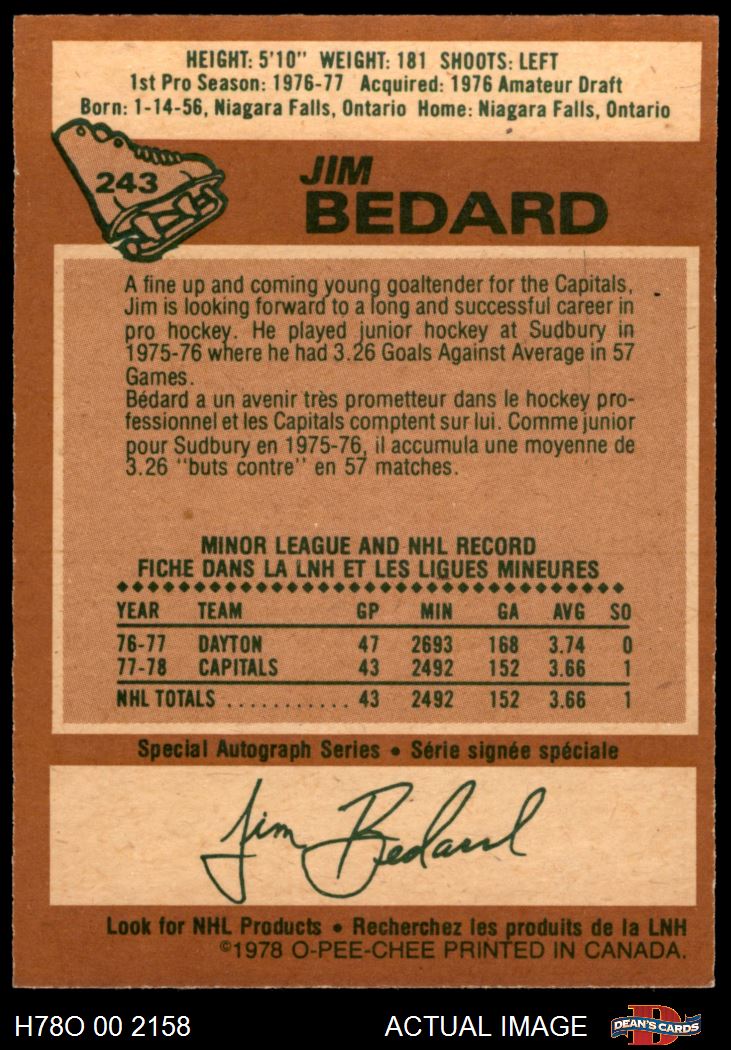 HEIGHT: 5'10" WEIGHT: 181 SHOOTS: LEFT
1st Pro Season: 1976-77 Acquired: 1976 Amateur Draft
Born: 1-14-56, Niagara Falls, Ontario Home: Niagara Falls, Ontario
243
JIM
BEDARD
A fine up and coming young goaltender for the Capitals,
Jim is looking forward to a long and successful career in
pro hockey. He played junior hockey at Sudbury in
1975-76 where he had 3.26 Goals Against Average in 57
Games.
Bédard a un avenir très prometteur dans le hockey pro-
fessionnel et les Capitals comptent sur lui. Comme junior
pour Sudbury en 1975-76, il accumula une moyenne de
3.26 "buts contre" en 57 matches.
MINOR LEAGUE AND NHL RECORD
FICHE DANS LA LNH ET LES LIGUES MINEURES
YEAR TEAM GP MIN GA AVG SO
76-77 DAYTON 47 2693 168 3.74 0
77-78 CAPITALS 43 2492 152 3.66 1
NHL TOTALS ........... 43 2492 152 3.66 1
Special Autograph Series • Série signée spéciale
Jim Bedard
Look for NHL Products • Recherchez les produits de la LNH
©1978 O-PEE-CHEE PRINTED IN CANADA.
H78O 00 2158 ACTUAL IMAGE D DEAN'S CARDS